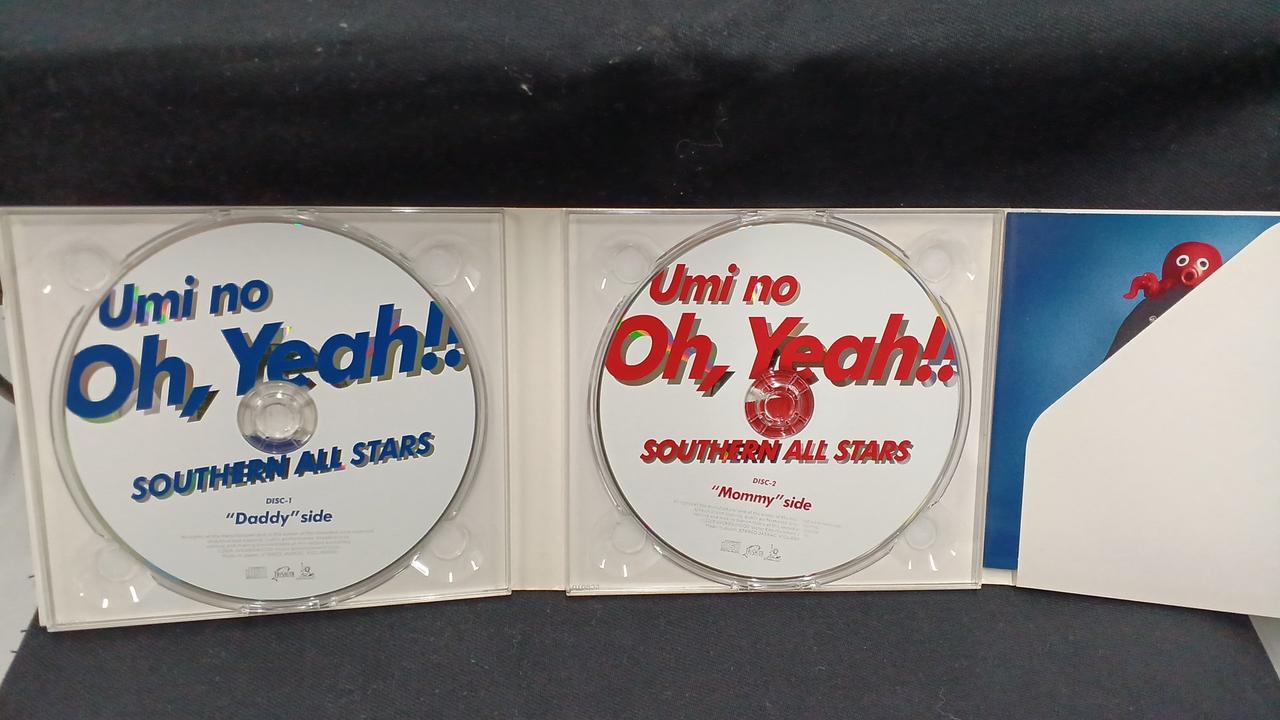 Umi no
Oh, Yeah!!
SOUTHERN ALL STARS
DISC-1
“Daddy” side
Umi no
Oh, Yeah!!
SOUTHERN ALL STARS
DISC-2
“Mommy” side